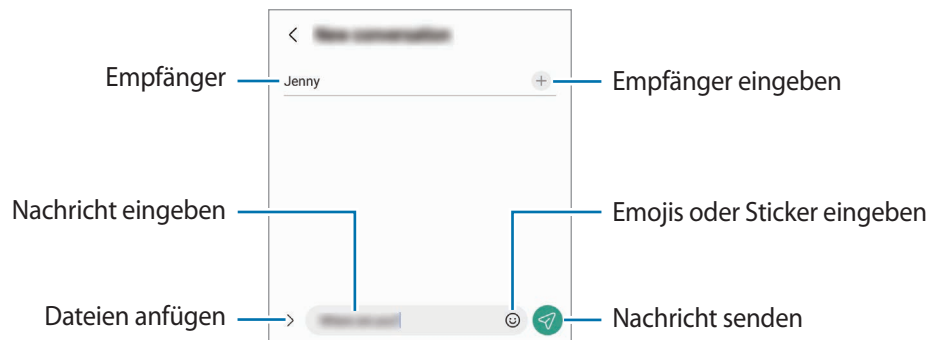 Empfänger
Jenny
Empfänger eingeben
Nachricht eingeben
Emojis oder Sticker eingeben
Dateien anfügen
Nachricht senden